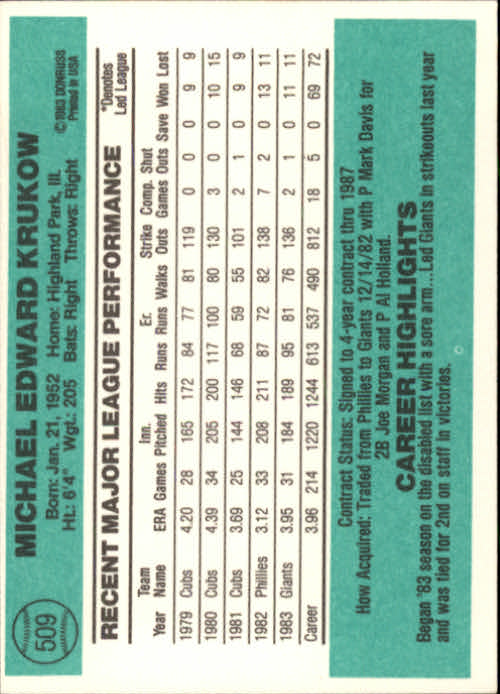 509
MICHAEL EDWARD KRUKOW
Born: Jan. 21, 1952 Home: Highland Park, Ill.
Ht.: 6'4" Wgt.: 205 Bats: Right Throws: Right
©1983 DONRUSS
Printed in USA
RECENT MAJOR LEAGUE PERFORMANCE
*Denotes
Led League
Team Inn. Er. Strike Comp. Shut
Year Name ERA Games Pitched Hits Runs Runs Walks Outs Games Outs Save Won Lost
1979 Cubs 4.20 28 165 172 84 77 81 119 0 0 0 9 9
1980 Cubs 4.39 34 205 200 117 100 80 130 3 0 0 10 15
1981 Cubs 3.69 25 144 146 68 59 55 101 2 1 0 9 9
1982 Phillies 3.12 33 208 211 87 72 82 138 7 2 0 13 11
1983 Giants 3.95 31 184 189 95 81 76 136 2 1 0 11 11
Career 3.96 214 1220 1244 613 537 490 812 18 5 0 69 72
Contract Status: Signed to 4-year contract thru 1987
How Acquired: Traded from Phillies to Giants 12/14/82 with P Mark Davis for
2B Joe Morgan and P Al Holland.
CAREER HIGHLIGHTS
Began '83 season on the disabled list with a sore arm...Led Giants in strikeouts last year
and was tied for 2nd on staff in victories.